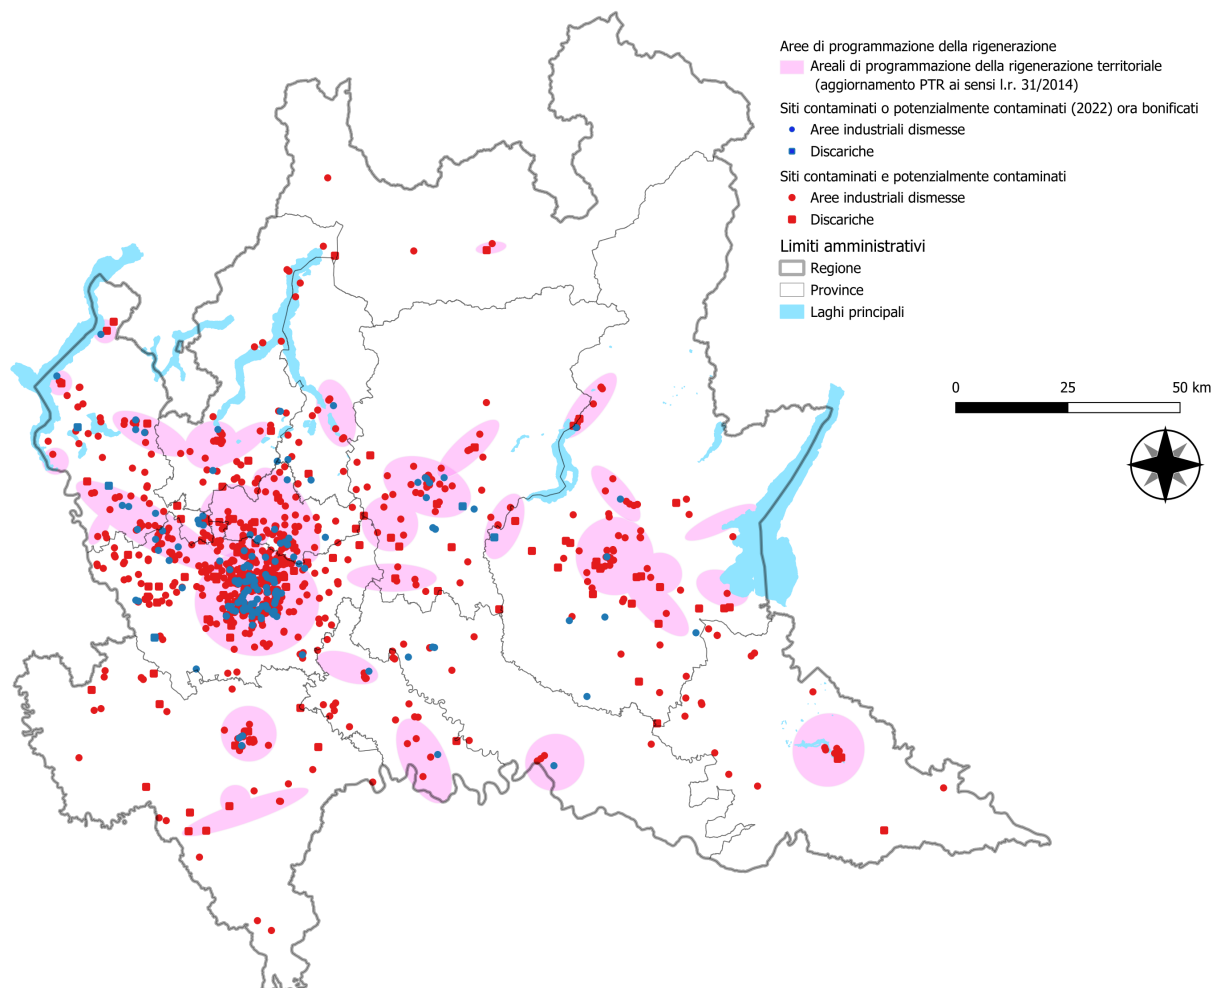 Aree di programmazione della rigenerazione
Areali di programmazione della rigenerazione territoriale
(aggiornamento PTR ai sensi l.r. 31/2014)
Siti contaminati o potenzialmente contaminati (2022) ora bonificati
Aree industriali dismesse
Discariche
Siti contaminati e potenzialmente contaminati
Aree industriali dismesse
Discariche
Limiti amministrativi
Regione
Province
Laghi principali
0 25 50 km